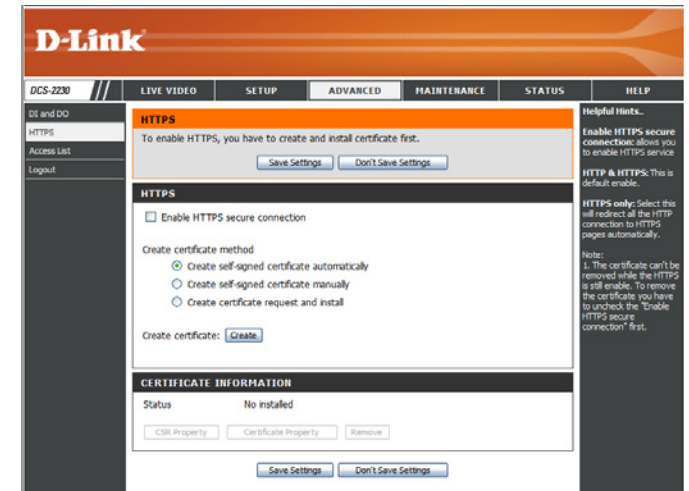 D-Link
DCS-2230
LIVE VIDEO
SETUP
ADVANCED
MAINTENANCE
STATUS
HELP
DI and DO
HTTPS
Access List
Logout
HTTPS
To enable HTTPS, you have to create and install certificate first.
Save Settings
Don't Save Settings
HTTPS
Enable HTTPS secure connection
Create certificate method
Create self-signed certificate automatically
Create self-signed certificate manually
Create certificate request and install
Create certificate:
Create
CERTIFICATE INFORMATION
Status
No installed
CSR Property
Certificate Property
Remove
Save Settings
Don't Save Settings
Helpful Hints..
Enable HTTPS secure
connection: allows you
to enable HTTPS service
HTTP & HTTPS: This is
default enable.
HTTPS only: Select this
will redirect all the HTTP
connection to HTTPS
pages automatically.
Note:
1. The certificate can't be
removed while the HTTPS
is still enable. To remove
the certificate you have
to uncheck the "Enable
HTTPS secure
connection" first.